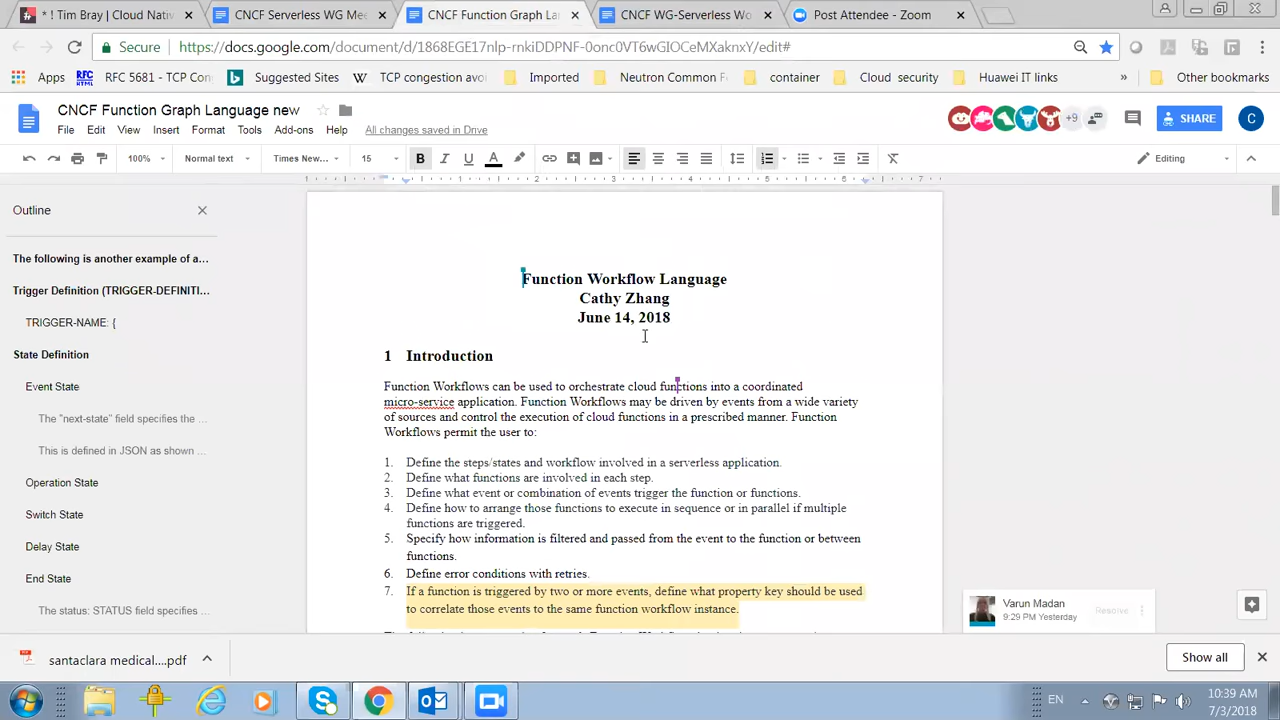 * ! Tim Bray | Cloud Nativ
CNCF Serverless WG Mee
CNCF Function Graph La
CNCF WG-Serverless Wo
Post Attendee - Zoom
Secure
https://docs.google.com/document/d/1868EGE17nlp-rnkiDDPNF-0onc0VT6wGIOCeMXaknxY/edit#
Apps
RFC 5681 - TCP Con
Suggested Sites
TCP congestion avoi
Imported
Neutron Common
container
Cloud security
Huawei IT links
»
Other bookmarks
CNCF Function Graph Language new
File Edit View Insert Format Tools Add-ons Help All changes saved in Drive
+9
SHARE
C
100% Normal text Times New... 15 B I U A Editing
1 2 3 4 5 6 7
Outline
The following is another example of a...
Trigger Definition (TRIGGER-DEFINITI...
TRIGGER-NAME: {
State Definition
Event State
The "next-state" field specifies the ...
This is defined in JSON as shown ...
Operation State
Switch State
Delay State
End State
The status: STATUS field specifies ...
Function Workflow Language
Cathy Zhang
June 14, 2018
1 Introduction
Function Workflows can be used to orchestrate cloud functions into a coordinated
micro-service application. Function Workflows may be driven by events from a wide variety
of sources and control the execution of cloud functions in a prescribed manner. Function
Workflows permit the user to:
1. Define the steps/states and workflow involved in a serverless application.
2. Define what functions are involved in each step.
3. Define what event or combination of events trigger the function or functions.
4. Define how to arrange those functions to execute in sequence or in parallel if multiple
functions are triggered.
5. Specify how information is filtered and passed from the event to the function or between
functions.
6. Define error conditions with retries.
7. If a function is triggered by two or more events, define what property key should be used
to correlate those events to the same function workflow instance.
Varun Madan
9:29 PM Yesterday
Resolve
santaclara medical....pdf
Show all
EN
10:39 AM
7/3/2018